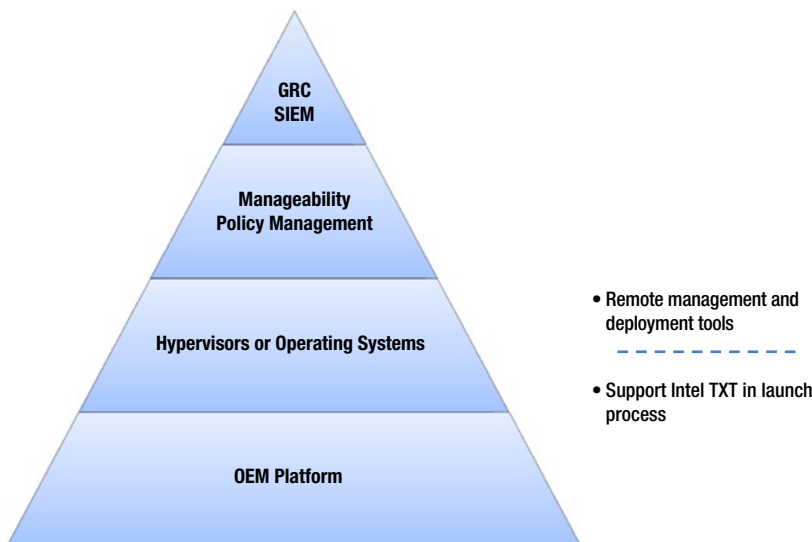 GRC
SIEM
Manageability
Policy Management
Hypervisors or Operating Systems
OEM Platform
• Remote management and
deployment tools
• Support Intel TXT in launch
process